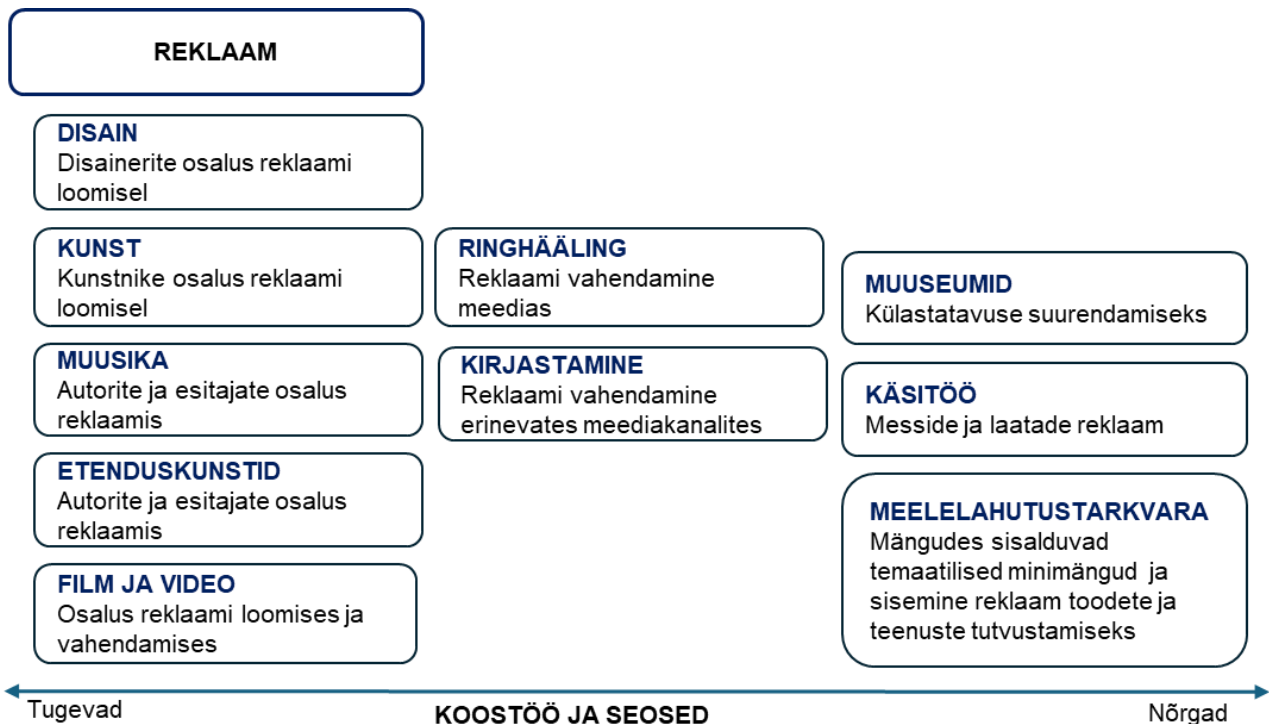 REKLAAM
DISAIN
Disainerite osalus reklaami
loomisel
KUNST
Kunstnike osalus reklaami
loomisel
MUUSIKA
Autorite ja esitajate osalus
reklaamis
ETENDUSKUNSTID
Autorite ja esitajate osalus
reklaamis
FILM JA VIDEO
Osalus reklaami loomises ja
vahendamises
RINGHÄÄLING
Reklaami vahendamine
meedias
KIRJASTAMINE
Reklaami vahendamine
erinevates meediakanalites
MUUSEUMID
Külastatavuse suurendamiseks
KÄSITÖÖ
Messide ja laatade reklaam
MEELELAHUTUSTARKVARA
Mängudes sisalduvad
temaatilised minimängud ja
sisemine reklaam toodete ja
teenuste tutvustamiseks
Tugevad
KOOSTÖÖ JA SEOSED
Nõrgad